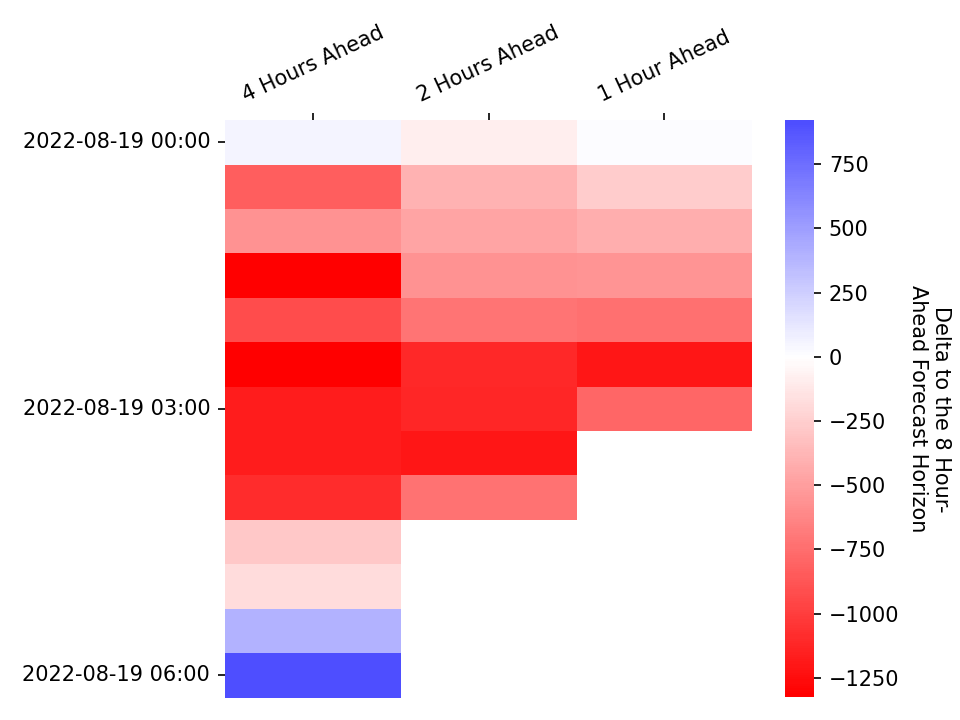 4 Hours Ahead
2 Hours Ahead
1 Hour Ahead
2022-08-19 00:00
2022-08-19 03:00
2022-08-19 06:00
750
500
250
0
−250
−500
−750
−1000
−1250
Delta to the 8 Hour-
Ahead Forecast Horizon